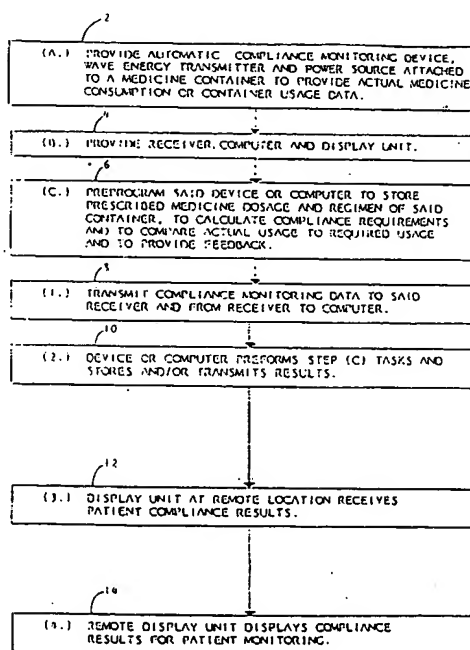 2
(A.) PROVIDE AUTOMATIC COMPLIANCE MONITORING DEVICE,
WAVE ENERGY TRANSMITTER AND POWER SOURCE ATTACHED
TO A MEDICINE CONTAINER TO PROVIDE ACTUAL MEDICINE
CONSUMPTION OR CONTAINER USAGE DATA.
4
(B.) PROVIDE RECEIVER, COMPUTER AND DISPLAY UNIT.
6
(C.) PREPROGRAM SAID DEVICE OR COMPUTER TO STORE
PRESCRIBED MEDICINE DOSAGE AND REGIMEN OF SAID
CONTAINER, TO CALCULATE COMPLIANCE REQUIREMENTS
AND TO COMPARE ACTUAL USAGE TO REQUIRED USAGE
AND TO PROVIDE FEEDBACK.
8
(1.) TRANSMIT COMPLIANCE MONITORING DATA TO SAID
RECEIVER AND FROM RECEIVER TO COMPUTER.
10
(2.) DEVICE OR COMPUTER PREFORMS STEP (C) TASKS AND
STORES AND/OR TRANSMITS RESULTS.
12
(3.) DISPLAY UNIT AT REMOTE LOCATION RECEIVES
PATIENT COMPLIANCE RESULTS.
14
(4.) REMOTE DISPLAY UNIT DISPLAYS COMPLIANCE
RESULTS FOR PATIENT MONITORING.